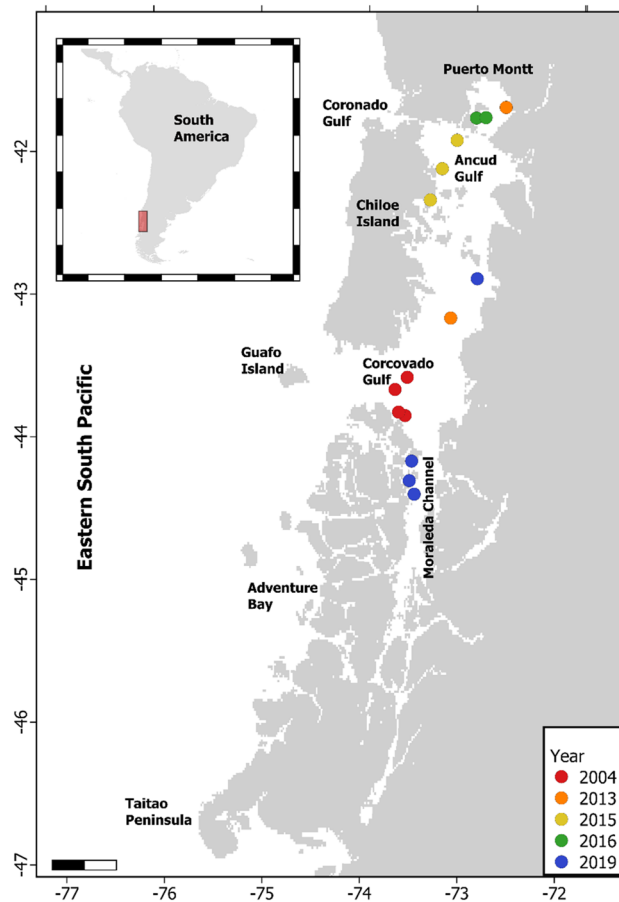 South
America
Puerto Montt
Coronado
Gulf
Ancud
Gulf
Chiloe
Island
Guafo
Island
Corcovado
Gulf
Eastern South Pacific
Moraleda Channel
Adventure
Bay
Taitao
Peninsula
Year
2004
2013
2015
2016
2019
-42
-43
-44
-45
-46
-47
-77
-76
-75
-74
-73
-72